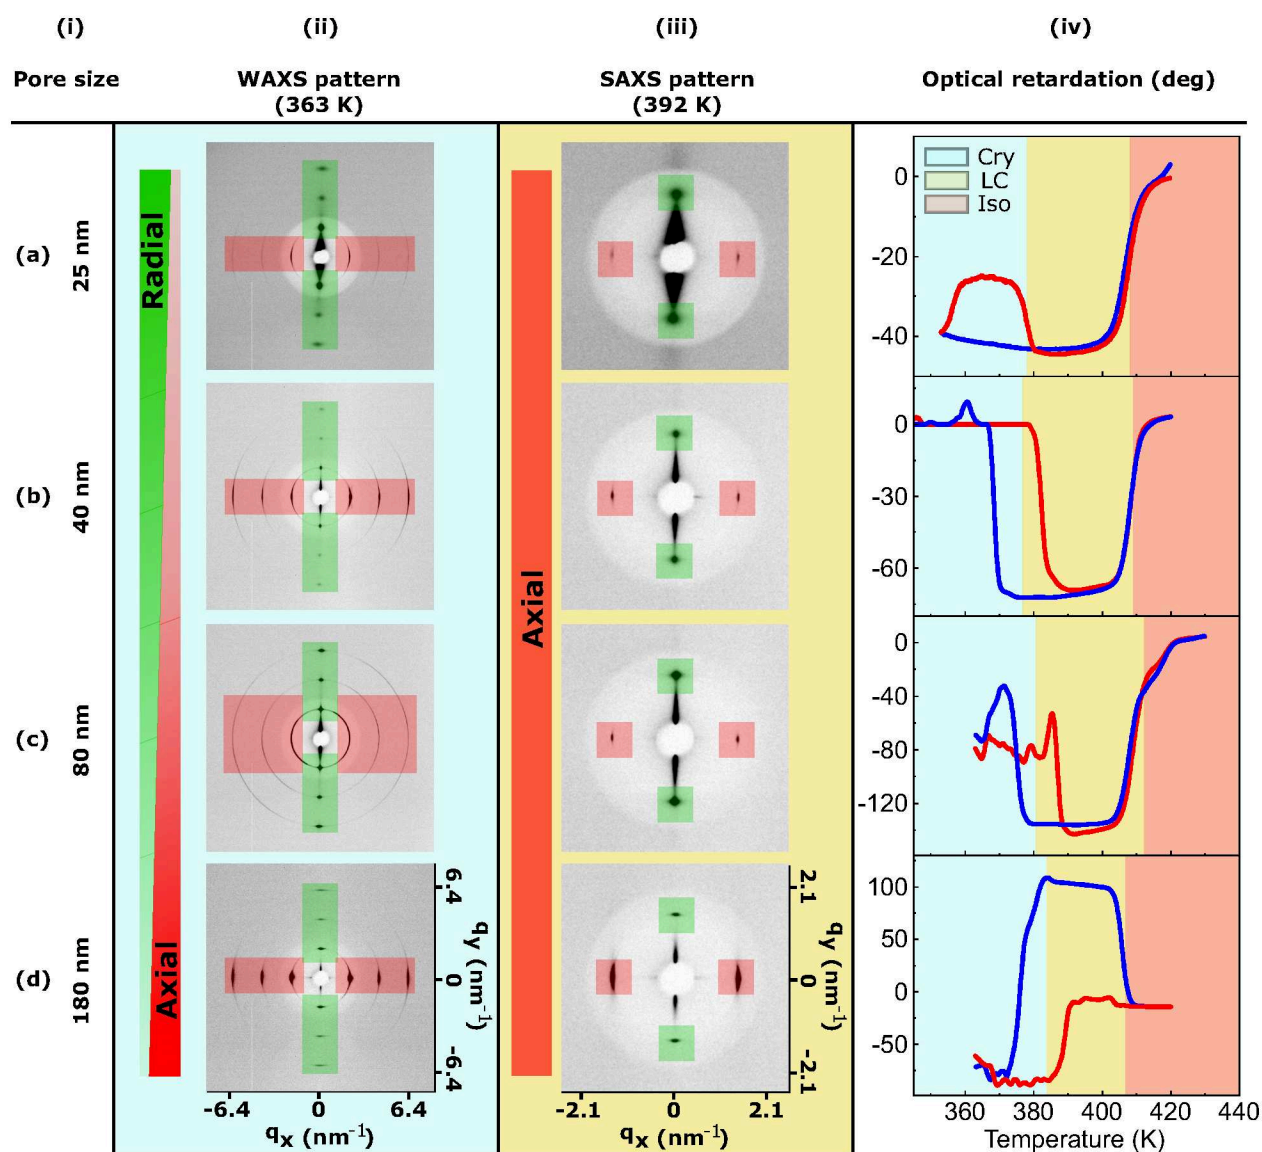 (i)
(ii)
(iii)
(iv)
Pore size
WAXS pattern
(363 K)
SAXS pattern
(392 K)
Optical retardation (deg)
(a)
25 nm
Radial
Cry
LC
Iso
0
-20
-40
(b)
40 nm
Axial
0
-30
-60
(c)
80 nm
0
-40
-80
-120
(d)
180 nm
Axial
6.4
0
-6.4
qy (nm-1)
2.1
0
-2.1
qy (nm-1)
100
50
0
-50
-6.4 0 6.4
qx (nm-1)
-2.1 0 2.1
qx (nm-1)
360 380 400 420 440
Temperature (K)